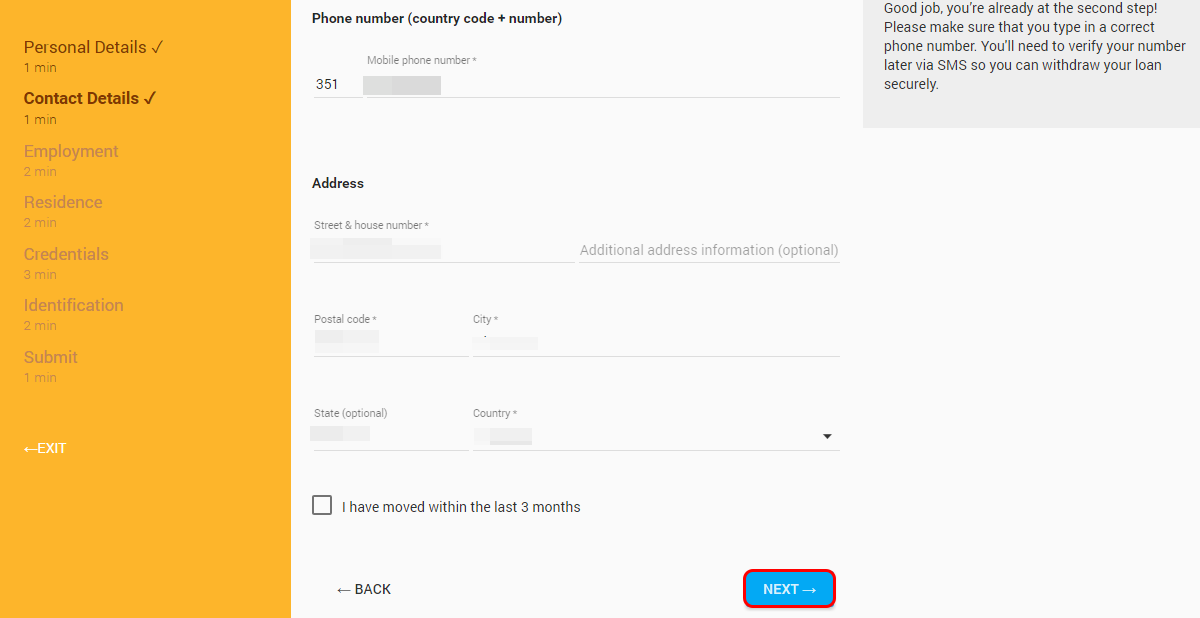 Personal Details ✓
1 min
Contact Details ✓
1 min
Employment
2 min
Residence
2 min
Credentials
3 min
Identification
2 min
Submit
1 min
←EXIT
Phone number (country code + number)
Mobile phone number *
351
Address
Street & house number *
Additional address information (optional)
Postal code *
City *
State (optional)
Country *
I have moved within the last 3 months
← BACK
NEXT →
Good job, you’re already at the second step!
Please make sure that you type in a correct
phone number. You'll need to verify your number
later via SMS so you can withdraw your loan
securely.